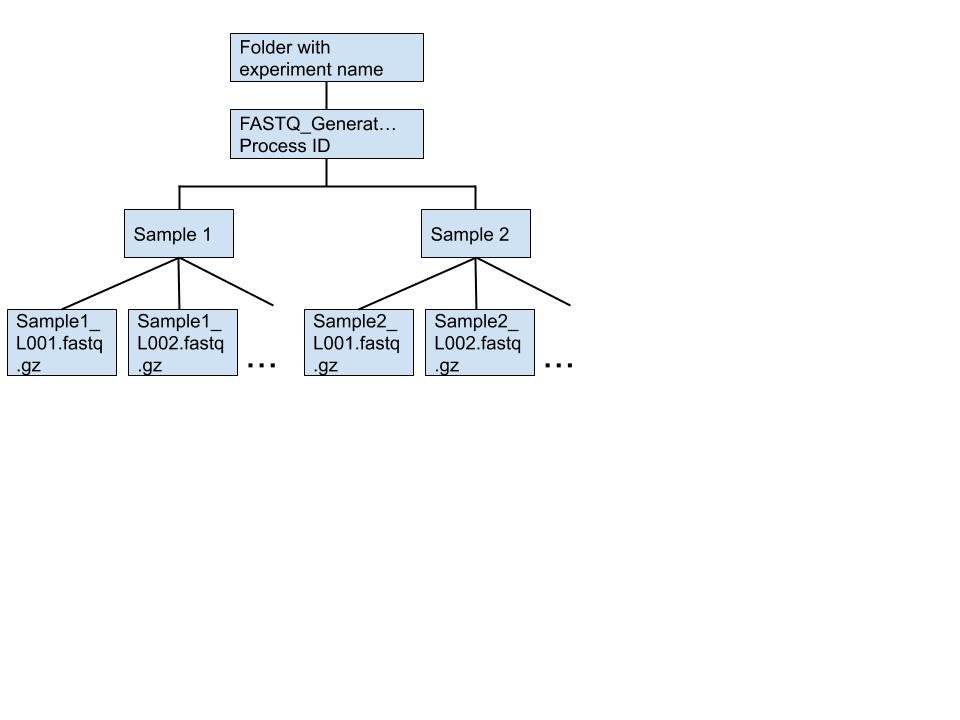 Folder with
experiment name
FASTQ_Generat…
Process ID
Sample 1
Sample 2
Sample1_
L001.fastq
.gz
Sample1_
L002.fastq
.gz
...
Sample2_
L001.fastq
.gz
Sample2_
L002.fastq
.gz
...